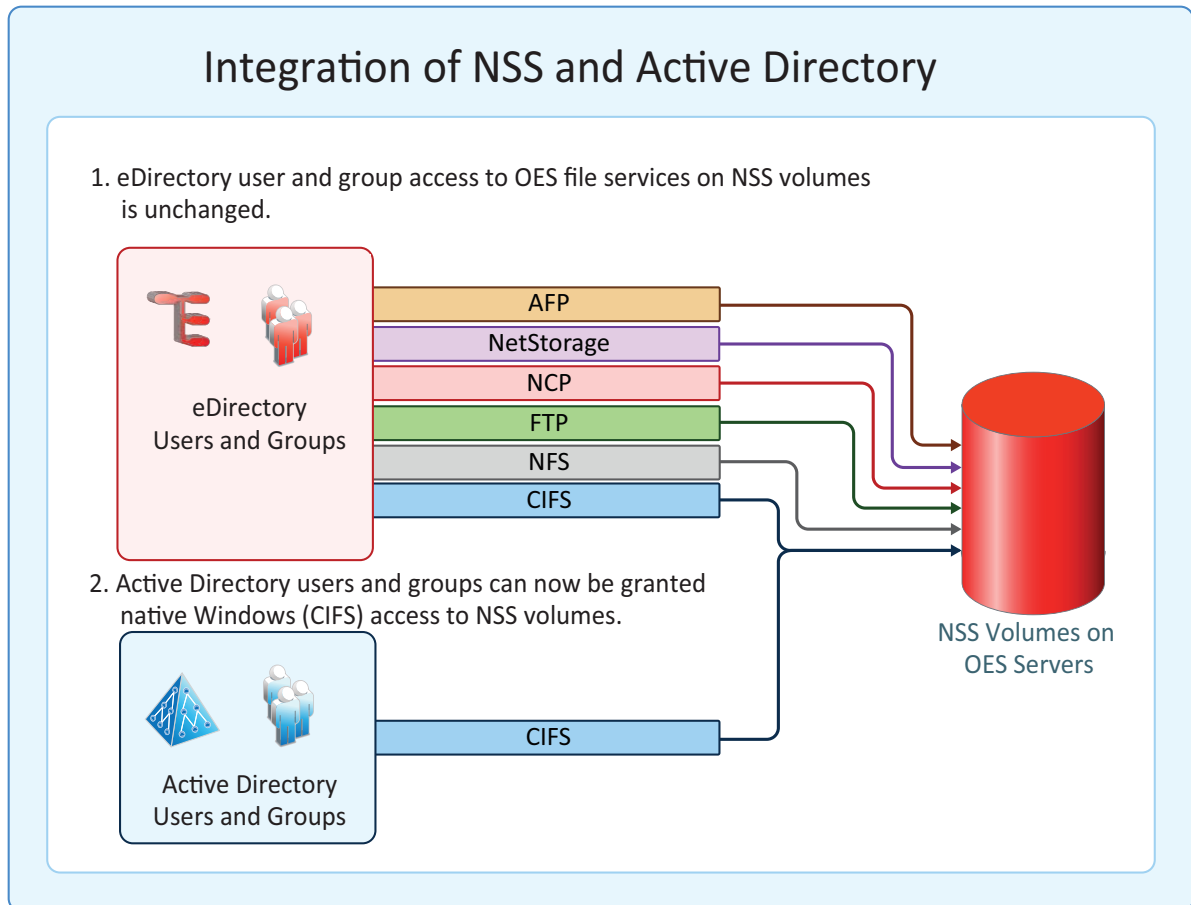 Integration of NSS and Active Directory
1. eDirectory user and group access to OES file services on NSS volumes
is unchanged.
eDirectory
Users and Groups
AFP
NetStorage
NCP
FTP
NFS
CIFS
2. Active Directory users and groups can now be granted
native Windows (CIFS) access to NSS volumes.
Active Directory
Users and Groups
CIFS
NSS Volumes on
OES Servers